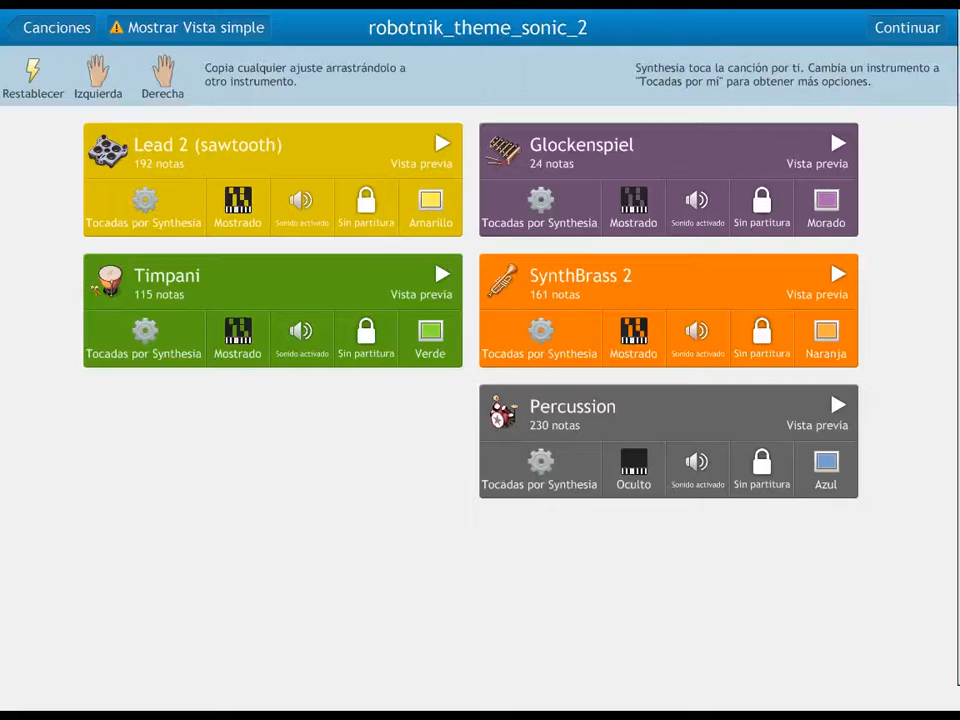 Canciones
Mostrar Vista simple
robotnik_theme_sonic_2
Continuar
Restablecer
Izquierda
Derecha
Copia cualquier ajuste arrastrándolo a
otro instrumento.
Synthesia toca la canción por ti. Cambia un instrumento a
"Tocadas por mí" para obtener más opciones.
Lead 2 (sawtooth)
192 notas
Vista previa
Tocadas por Synthesia
Mostrado
Sonido activado
Sin partitura
Amarillo
Glockenspiel
24 notas
Vista previa
Tocadas por Synthesia
Mostrado
Sonido activado
Sin partitura
Morado
Timpani
115 notas
Vista previa
Tocadas por Synthesia
Mostrado
Sonido activado
Sin partitura
Verde
SynthBrass 2
161 notas
Vista previa
Tocadas por Synthesia
Mostrado
Sonido activado
Sin partitura
Naranja
Percussion
230 notas
Vista previa
Tocadas por Synthesia
Oculto
Sonido activado
Sin partitura
Azul